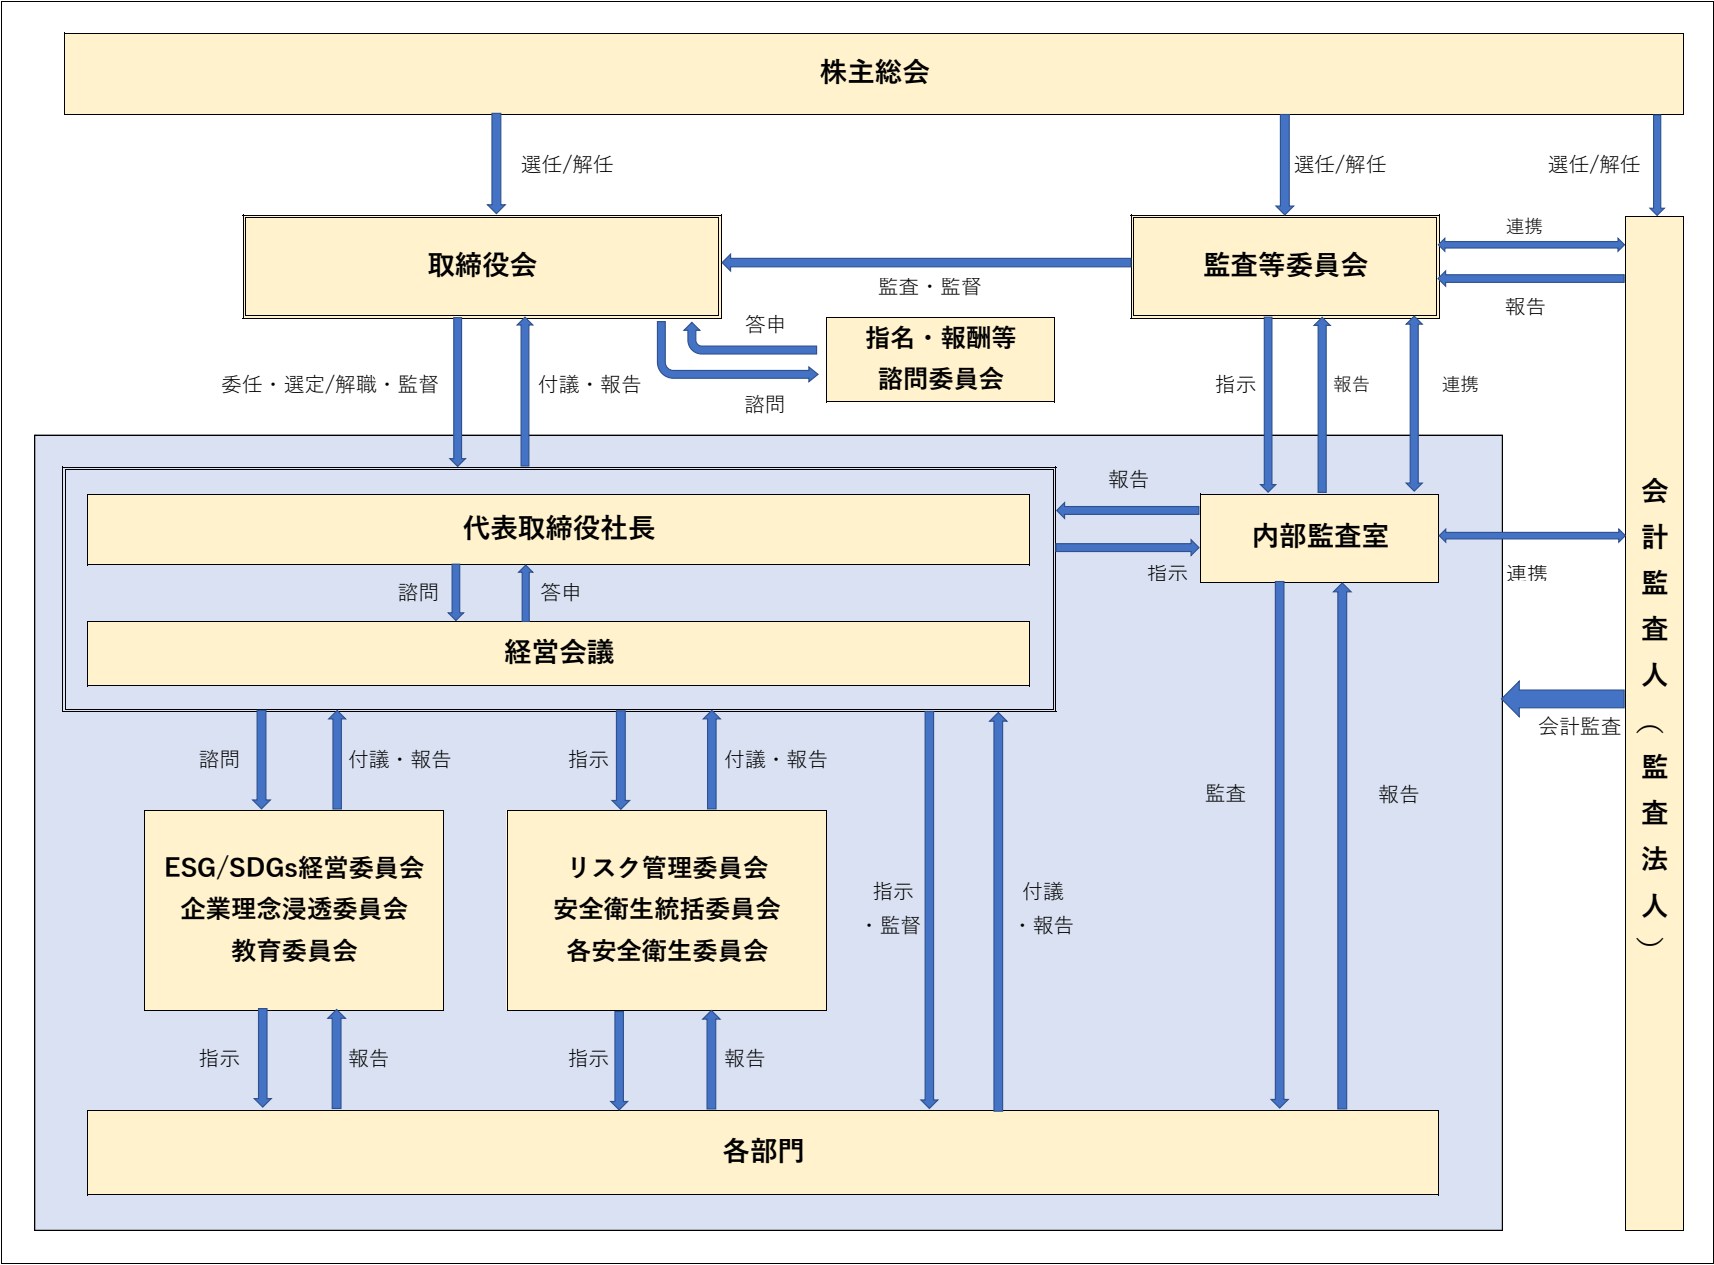 株主総会
選任/解任
選任/解任
選任/解任
取締役会
監査等委員会
連携
監査・監督
報告
答申
指名・報酬等
諮問委員会
諮問
委任・選定/解職・監督
付議・報告
指示
報告
連携
代表取締役社長
報告
内部監査室
指示
連携
諮問
答申
経営会議
会計監査人（監査法人）
会計監査
諮問
付議・報告
指示
付議・報告
監査
報告
ESG/SDGs経営委員会
企業理念浸透委員会
教育委員会
リスク管理委員会
安全衛生統括委員会
各安全衛生委員会
指示
・監督
付議
・報告
指示
報告
指示
報告
各部門